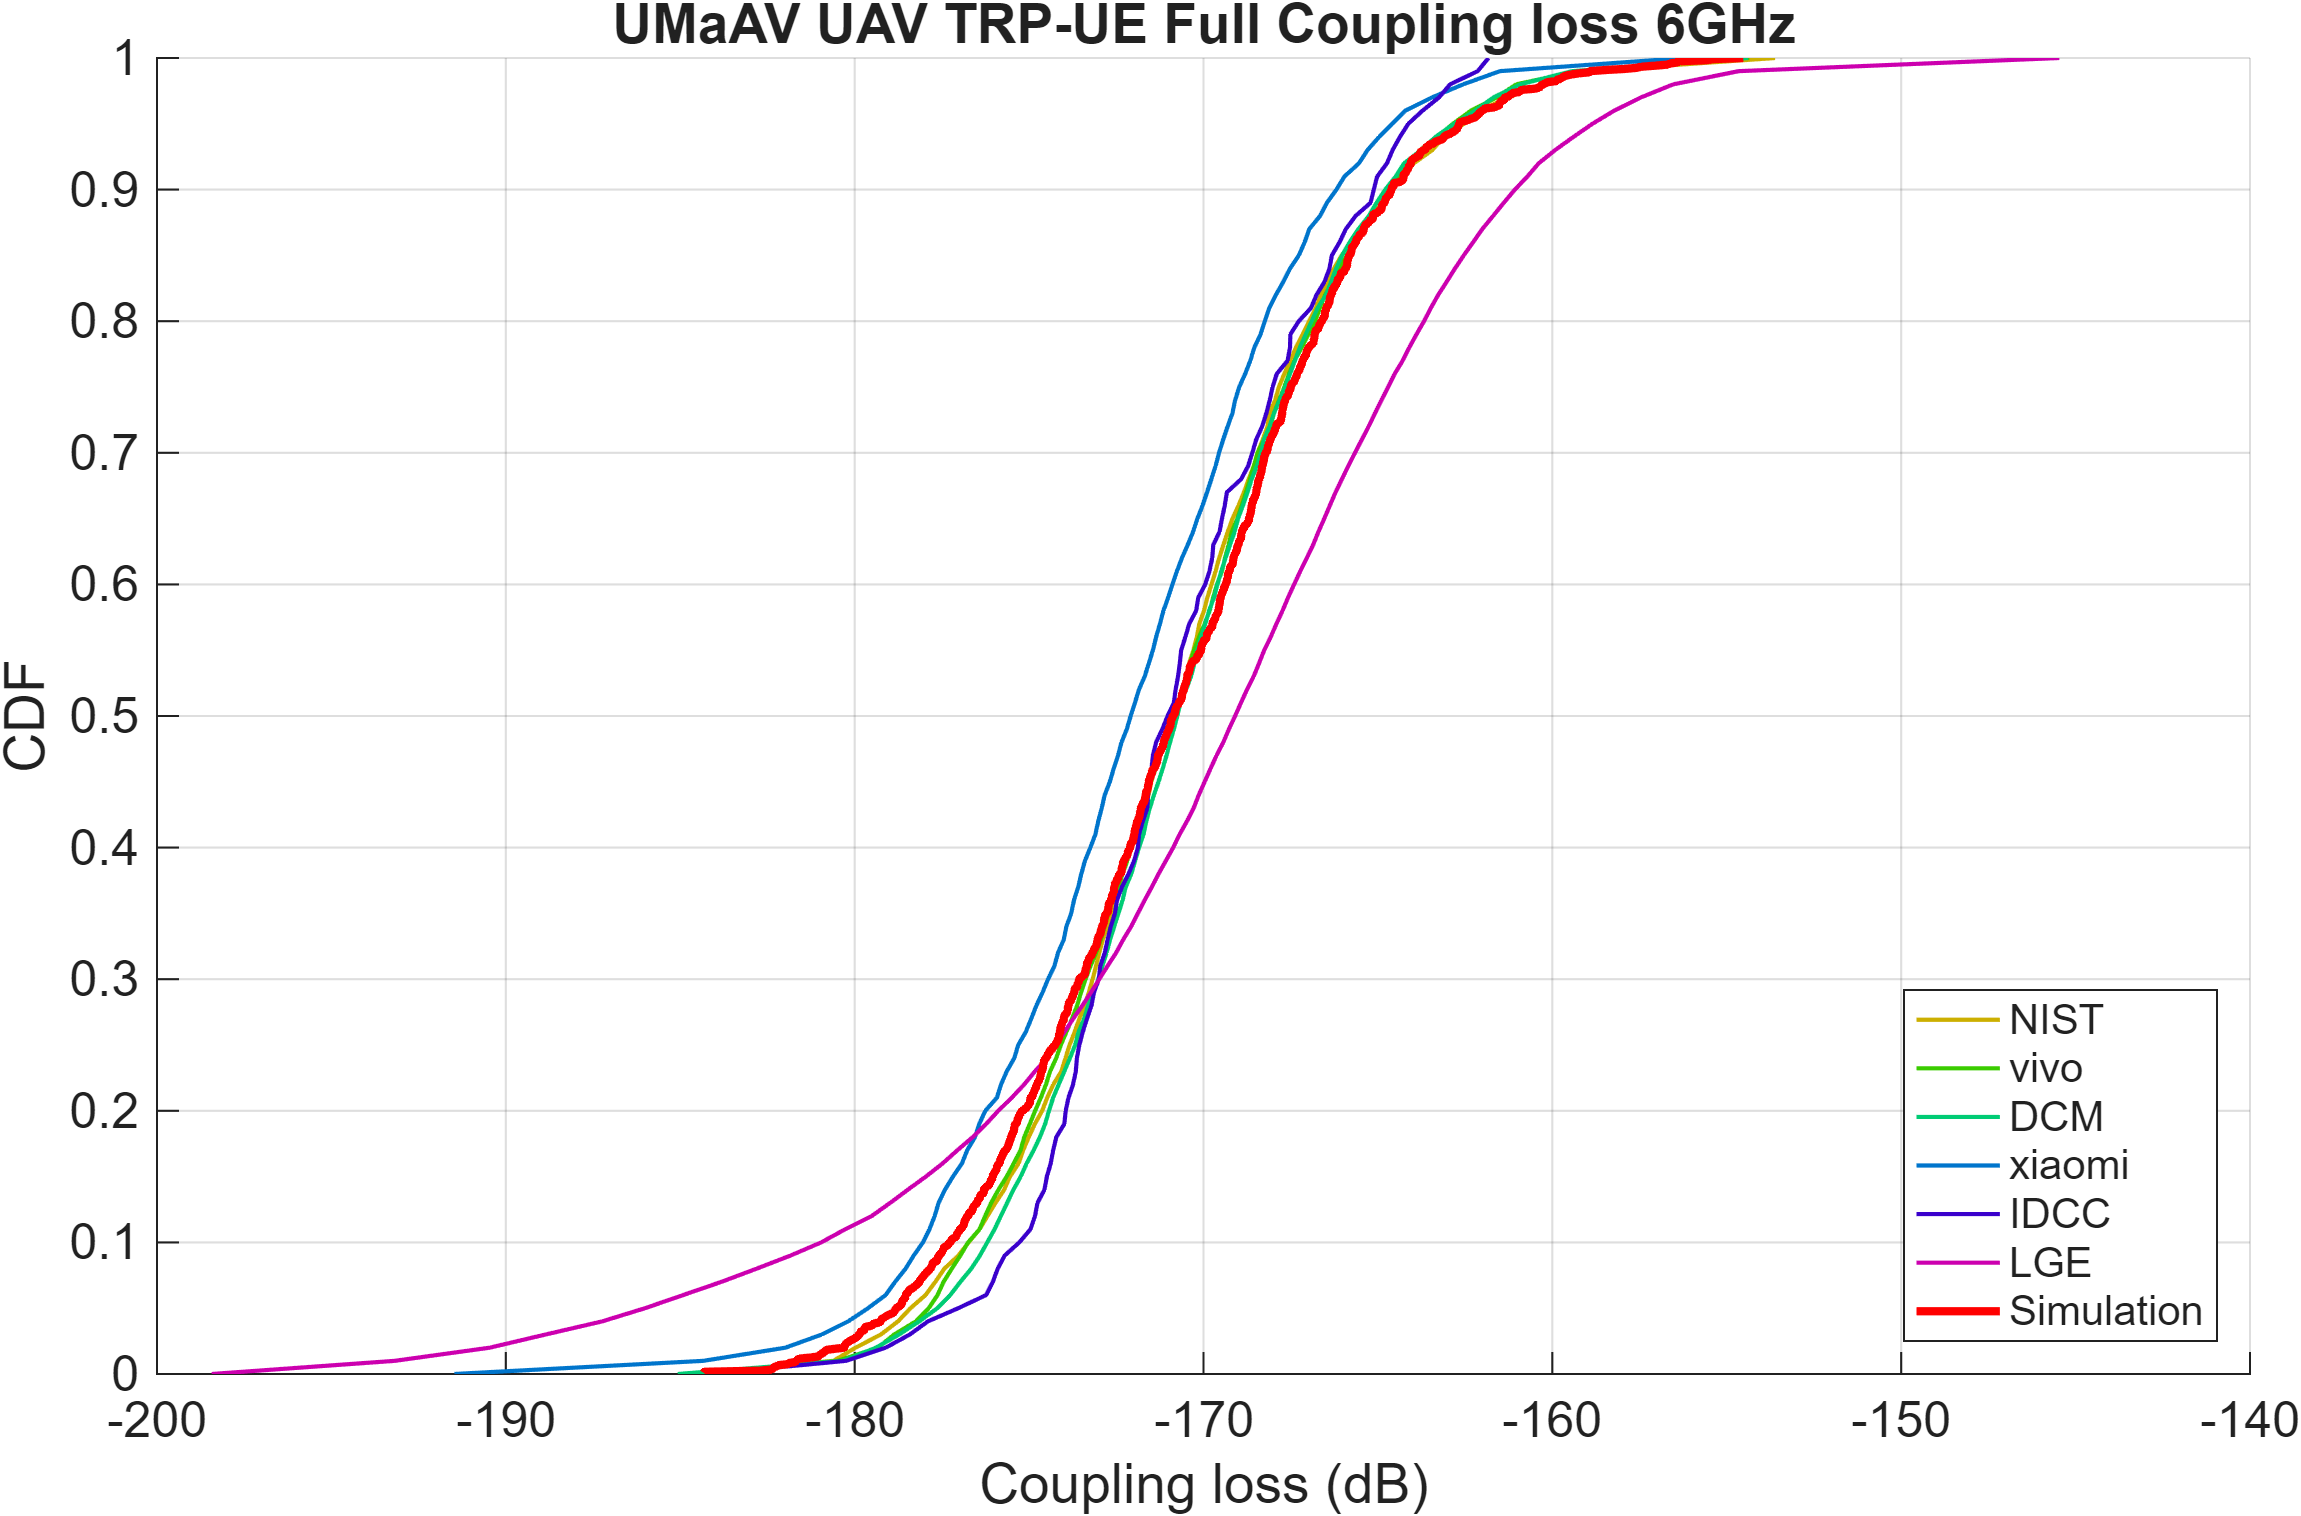 UMaAV UAV TRP-UE Full Coupling loss 6GHz
1
0.9
0.8
0.7
0.6
0.5
0.4
0.3
0.2
0.1
0
CDF
-200 -190 -180 -170 -160 -150 -140
Coupling loss (dB)
NIST
vivo
DCM
xiaomi
IDCC
LGE
Simulation